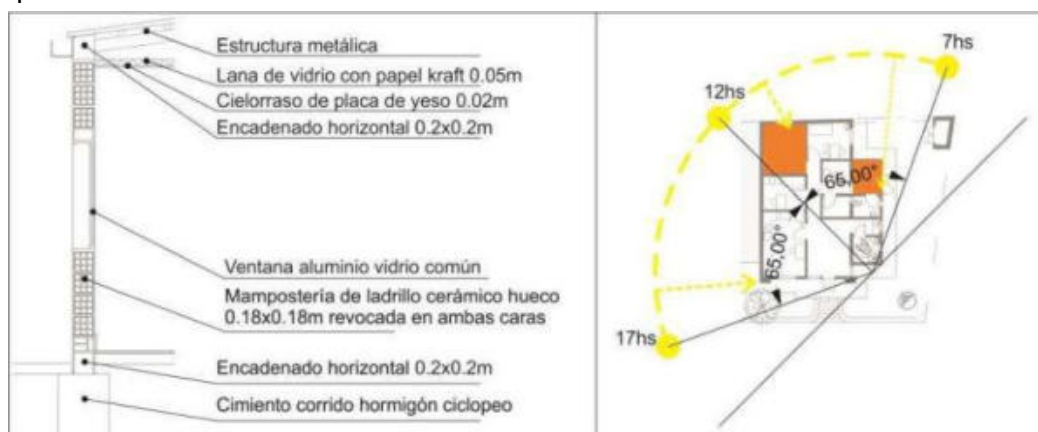 Estructura metálica
Lana de vidrio con papel kraft 0.05m
Cielorraso de placa de yeso 0.02m
Encadenado horizontal 0.2x0.2m
Ventana aluminio vidrio común
Mampostería de ladrillo cerámico hueco
0.18x0.18m revocada en ambas caras
Encadenado horizontal 0.2x0.2m
Cimiento corrido hormigón ciclopeo
7hs
12hs
65,00°
65,00°
17hs